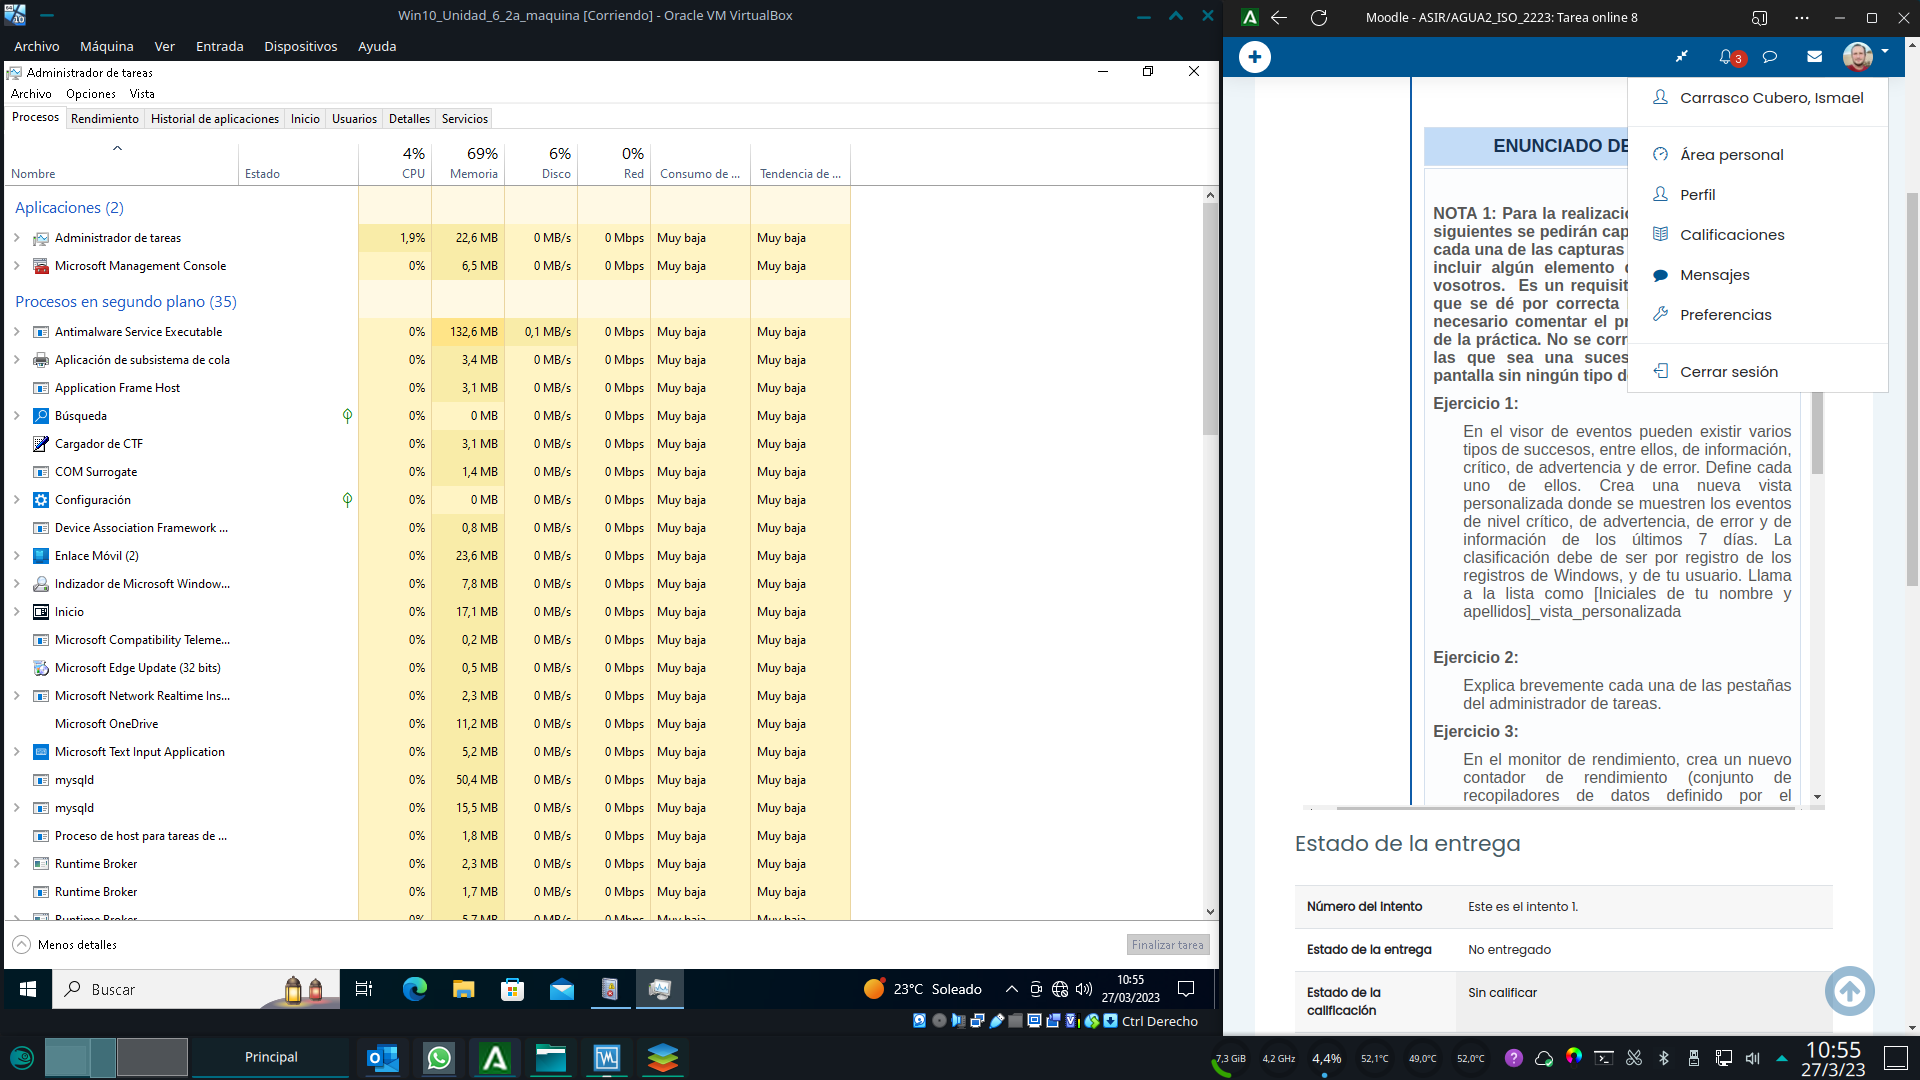 Win10_Unidad_6_2a_maquina [Corriendo] - Oracle VM VirtualBox
Archivo Máquina Ver Entrada Dispositivos Ayuda
Administrador de tareas
Archivo Opciones Vista
Procesos Rendimiento Historial de aplicaciones Inicio Usuarios Detalles Servicios
4% 69% 6% 0%
Nombre Estado CPU Memoria Disco Red Consumo de ... Tendencia de ...
Aplicaciones (2)
Administrador de tareas 1,9% 22,6 MB 0 MB/s 0 Mbps Muy baja Muy baja
Microsoft Management Console 0% 6,5 MB 0 MB/s 0 Mbps Muy baja Muy baja
Procesos en segundo plano (35)
Antimalware Service Executable 0% 132,6 MB 0,1 MB/s 0 Mbps Muy baja Muy baja
Aplicación de subsistema de cola 0% 3,4 MB 0 MB/s 0 Mbps Muy baja Muy baja
Application Frame Host 0% 3,1 MB 0 MB/s 0 Mbps Muy baja Muy baja
Búsqueda 0% 0 MB 0 MB/s 0 Mbps Muy baja Muy baja
Cargador de CTF 0% 3,1 MB 0 MB/s 0 Mbps Muy baja Muy baja
COM Surrogate 0% 1,4 MB 0 MB/s 0 Mbps Muy baja Muy baja
Configuración 0% 0 MB 0 MB/s 0 Mbps Muy baja Muy baja
Device Association Framework ... 0% 0,8 MB 0 MB/s 0 Mbps Muy baja Muy baja
Enlace Móvil (2) 0% 23,6 MB 0 MB/s 0 Mbps Muy baja Muy baja
Indizador de Microsoft Window... 0% 7,8 MB 0 MB/s 0 Mbps Muy baja Muy baja
Inicio 0% 17,1 MB 0 MB/s 0 Mbps Muy baja Muy baja
Microsoft Compatibility Teleme... 0% 0,2 MB 0 MB/s 0 Mbps Muy baja Muy baja
Microsoft Edge Update (32 bits) 0% 0,5 MB 0 MB/s 0 Mbps Muy baja Muy baja
Microsoft Network Realtime Ins... 0% 2,3 MB 0 MB/s 0 Mbps Muy baja Muy baja
Microsoft OneDrive 0% 11,2 MB 0 MB/s 0 Mbps Muy baja Muy baja
Microsoft Text Input Application 0% 5,2 MB 0 MB/s 0 Mbps Muy baja Muy baja
mysqld 0% 50,4 MB 0 MB/s 0 Mbps Muy baja Muy baja
mysqld 0% 15,5 MB 0 MB/s 0 Mbps Muy baja Muy baja
Proceso de host para tareas de ... 0% 1,8 MB 0 MB/s 0 Mbps Muy baja Muy baja
Runtime Broker 0% 2,3 MB 0 MB/s 0 Mbps Muy baja Muy baja
Runtime Broker 0% 1,7 MB 0 MB/s 0 Mbps Muy baja Muy baja
Runtime Broker 0% 5,7 MB 0 MB/s 0 Mbps Muy baja Muy baja
Menos detalles Finalizar tarea
Buscar 23°C Soleado 10:55
27/03/2023
Ctrl Derecho
Moodle - ASIR/AGUA2_ISO_2223: Tarea online 8
3
Carrasco Cubero, Ismael
Área personal
Perfil
Calificaciones
Mensajes
Preferencias
Cerrar sesión
ENUNCIADO DE
NOTA 1: Para la realizació
siguientes se pedirán cap
cada una de las capturas
incluir algún elemento
vosotros. Es un requisit
que se dé por correcta
necesario comentar el pr
de la práctica. No se corr
las que sea una suces
pantalla sin ningún tipo d
Ejercicio 1:
En el visor de eventos pueden existir varios
tipos de succesos, entre ellos, de información,
crítico, de advertencia y de error. Define cada
uno de ellos. Crea una nueva vista
personalizada donde se muestren los eventos
de nivel crítico, de advertencia, de error y de
información de los últimos 7 días. La
clasificación debe de ser por registro de los
registros de Windows, y de tu usuario. Llama
a la lista como [Iniciales de tu nombre y
apellidos]_vista_personalizada
Ejercicio 2:
Explica brevemente cada una de las pestañas
del administrador de tareas.
Ejercicio 3:
En el monitor de rendimiento, crea un nuevo
contador de rendimiento (conjunto de
recopiladores de datos definido por el
Estado de la entrega
Número del intento Este es el intento 1.
Estado de la entrega No entregado
Estado de la calificación Sin calificar
Principal
7,3 GiB 4,2 GHz 4,4% 52,1°C 49,0°C 52,0°C
10:55
27/3/23